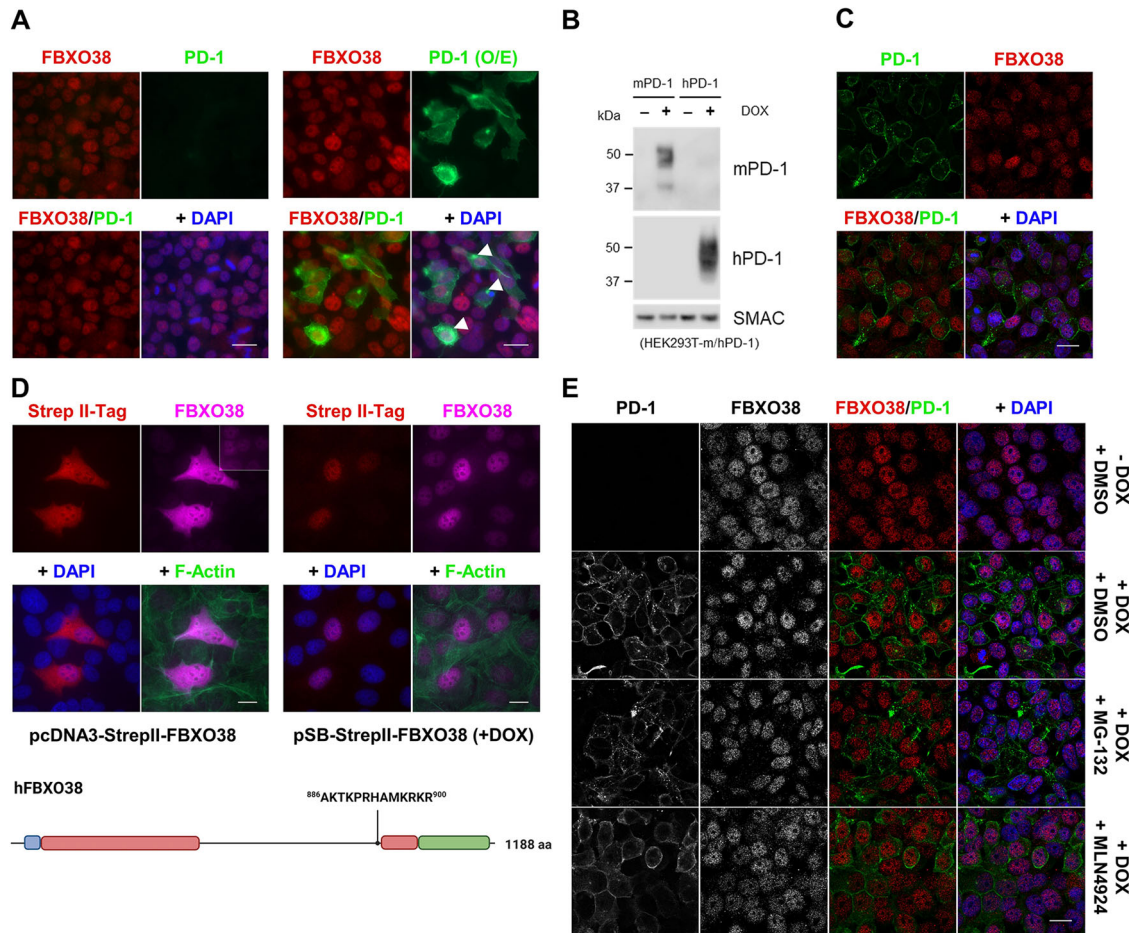 A
FBXO38 PD-1 FBXO38 PD-1 (O/E)
FBXO38/PD-1 + DAPI FBXO38/PD-1 + DAPI
B
mPD-1 hPD-1
kDa − + − + DOX
50
mPD-1
37
50
hPD-1
37
SMAC
(HEK293T-m/hPD-1)
C
PD-1 FBXO38
FBXO38/PD-1 + DAPI
D
Strep II-Tag FBXO38 Strep II-Tag FBXO38
+ DAPI + F-Actin + DAPI + F-Actin
pcDNA3-StrepII-FBXO38 pSB-StrepII-FBXO38 (+DOX)
hFBXO38
⁸⁸⁶AKTKPRHAMKRKR⁹⁰⁰
1188 aa
E
PD-1 FBXO38 FBXO38/PD-1 + DAPI
- DOX
+ DMSO
+ DOX
+ DMSO
+ DOX
+ MG-132
+ DOX
+ MLN4924